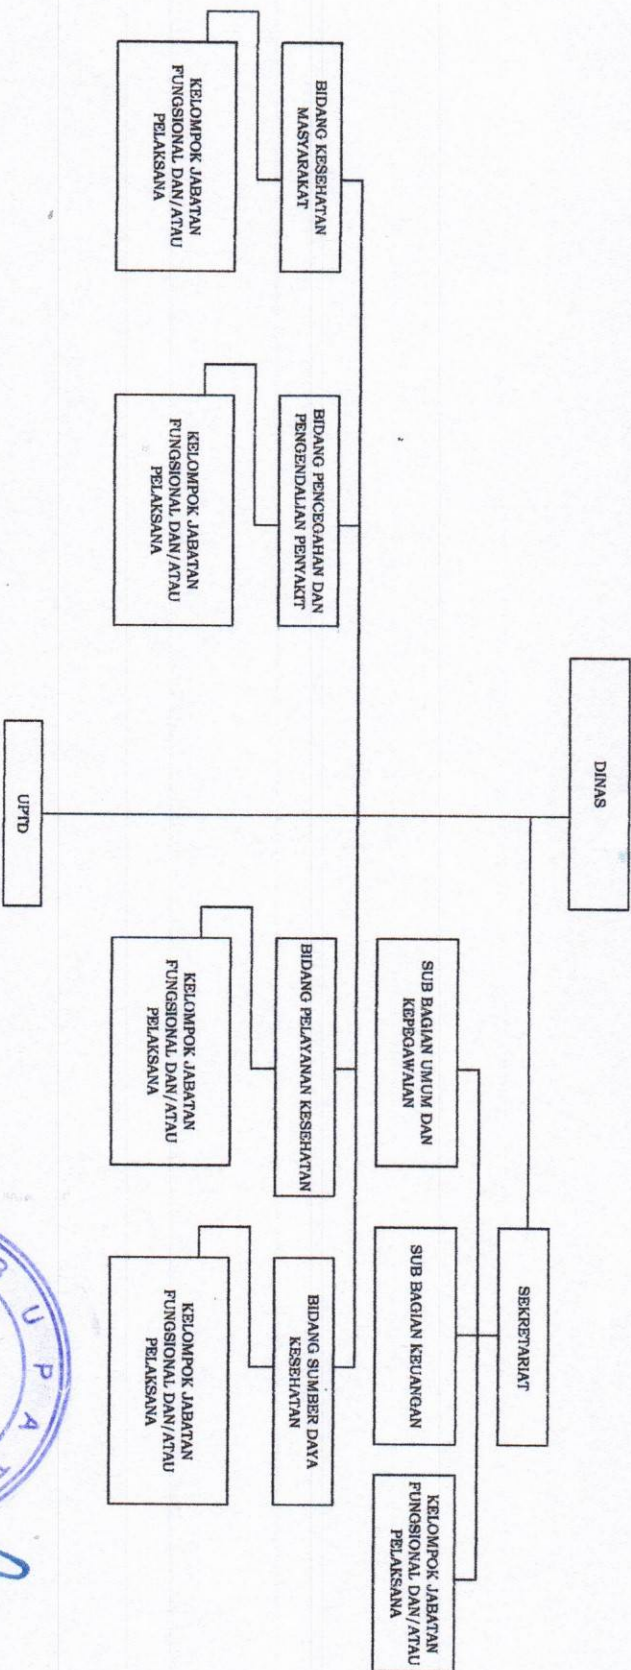 DINAS
SEKRETARIAT
SUB BAGIAN UMUM DAN
KEPEGAWAIAN
SUB BAGIAN KEUANGAN
KELOMPOK JABATAN
FUNGSIONAL DAN/ATAU
PELAKSANA
BIDANG KESEHATAN
MASYARAKAT
BIDANG PENCEGAHAN DAN
PENGENDALIAN PENYAKIT
BIDANG PELAYANAN KESEHATAN
BIDANG SUMBER DAYA
KESEHATAN
KELOMPOK JABATAN
FUNGSIONAL DAN/ATAU
PELAKSANA
KELOMPOK JABATAN
FUNGSIONAL DAN/ATAU
PELAKSANA
KELOMPOK JABATAN
FUNGSIONAL DAN/ATAU
PELAKSANA
KELOMPOK JABATAN
FUNGSIONAL DAN/ATAU
PELAKSANA
UPTD